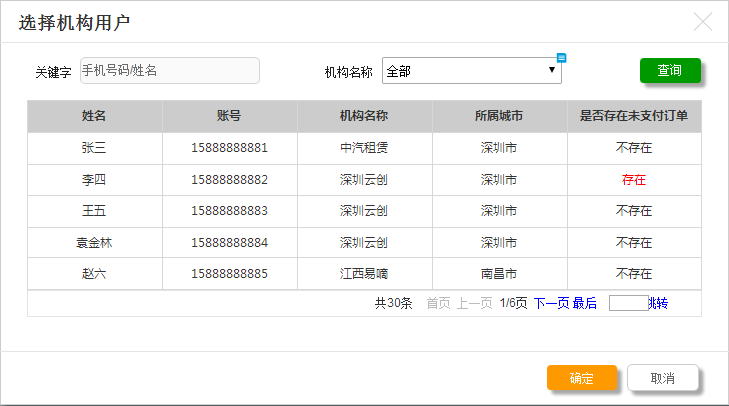 选择机构用户
关键字 手机号码/姓名 机构名称 全部 查询
姓名 账号 机构名称 所属城市 是否存在未支付订单
张三 15888888881 中汽租赁 深圳市 不存在
李四 15888888882 深圳云创 深圳市 存在
王五 15888888883 深圳云创 深圳市 不存在
袁金林 15888888884 深圳云创 深圳市 不存在
赵六 15888888885 江西易嘀 南昌市 不存在
共30条 首页 上一页 1/6页 下一页 最后 跳转
确定 取消